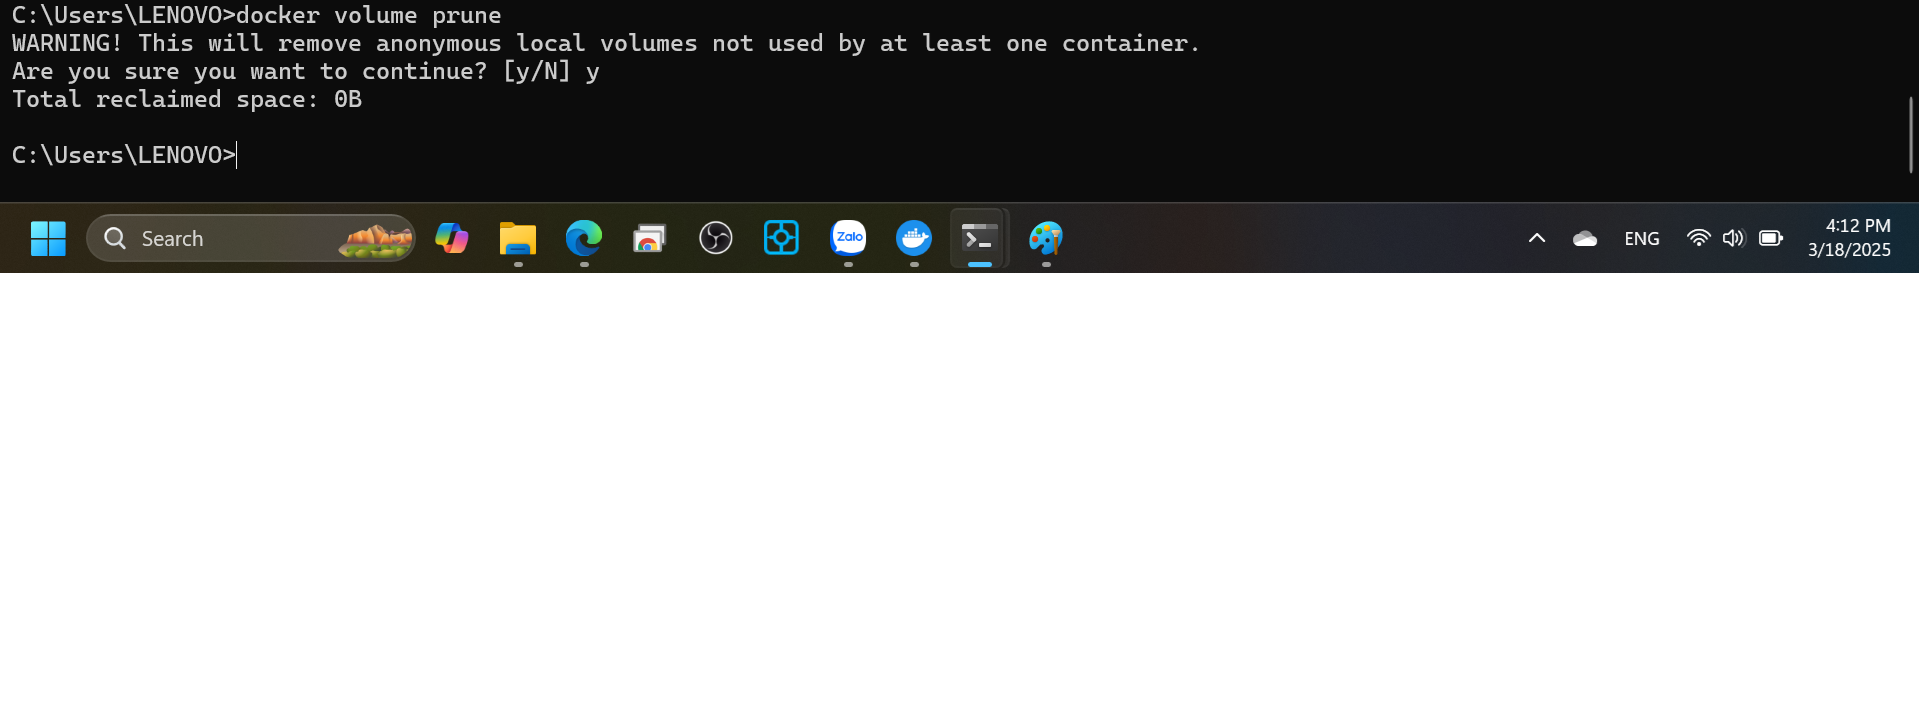 C:\Users\LENOVO>docker volume prune
WARNING! This will remove anonymous local volumes not used by at least one container.
Are you sure you want to continue? [y/N] y
Total reclaimed space: 0B
C:\Users\LENOVO>
Search
Zalo
ENG
4:12 PM
3/18/2025